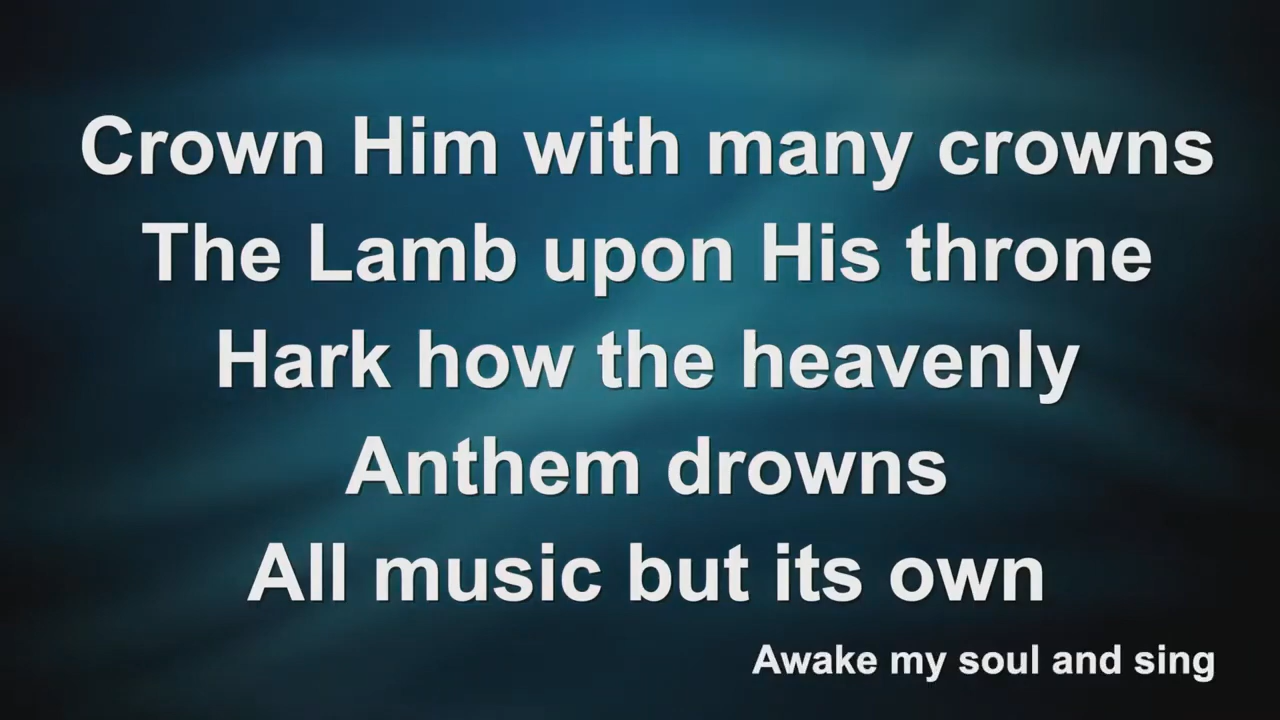 Crown Him with many crowns
The Lamb upon His throne
Hark how the heavenly
Anthem drowns
All music but its own
Awake my soul and sing